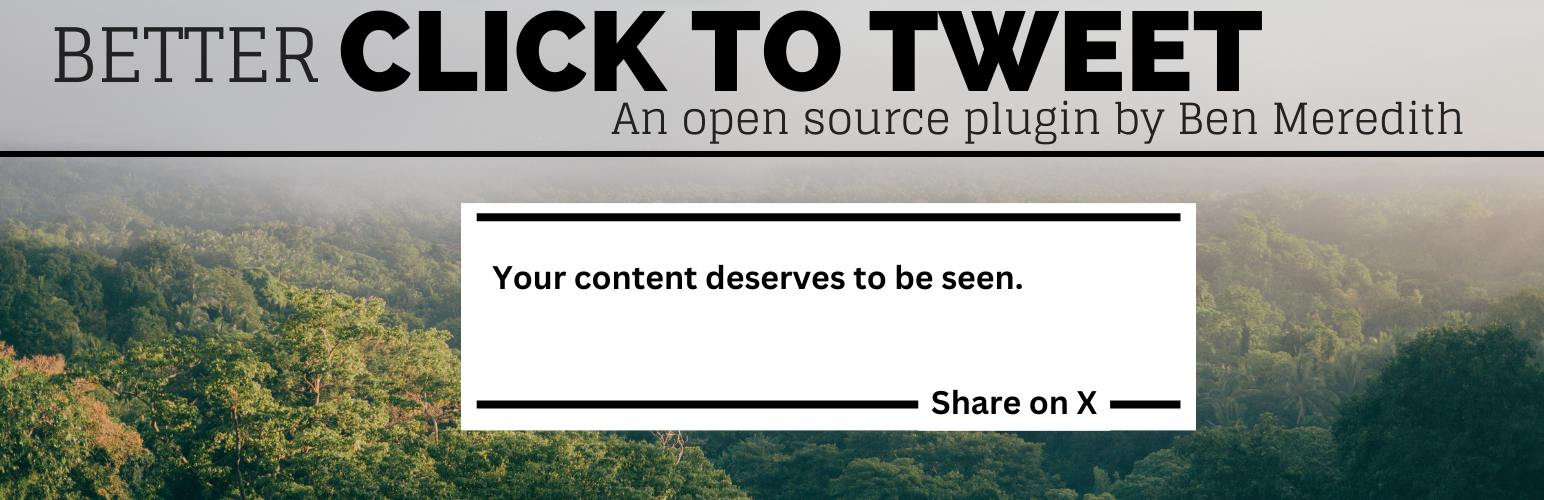 BETTER CLICK TO TWEET
An open source plugin by Ben Meredith
Your content deserves to be seen.
Share on X